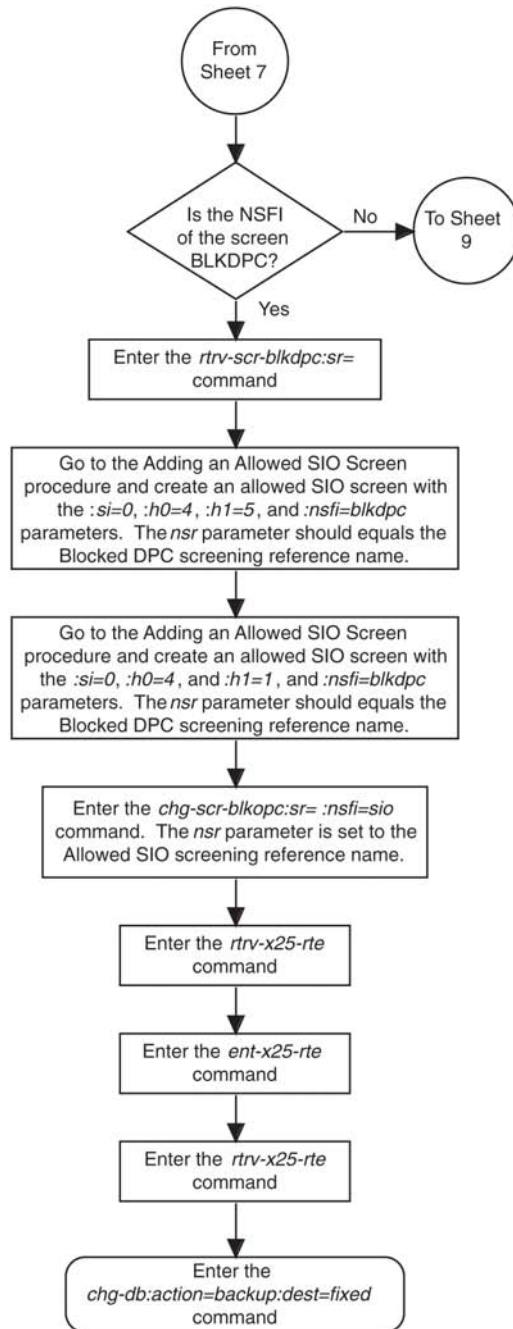 From
Sheet 7
Is the NSFI
of the screen
BLKDPC?
No
To Sheet
9
Yes
Enter the rtrv-scr-blkdpc:sr=
command
Go to the Adding an Allowed SIO Screen
procedure and create an allowed SIO screen with
the :si=0, :h0=4, :h1=5, and :nsfi=blkdpc
parameters. The nsr parameter should equals the
Blocked DPC screening reference name.
Go to the Adding an Allowed SIO Screen
procedure and create an allowed SIO screen with
the :si=0, :h0=4, and :h1=1, and :nsfi=blkdpc
parameters. The nsr parameter should equals the
Blocked DPC screening reference name.
Enter the chg-scr-blkopc:sr= :nsfi=sio
command. The nsr parameter is set to the
Allowed SIO screening reference name.
Enter the rtrv-x25-rte
command
Enter the ent-x25-rte
command
Enter the rtrv-x25-rte
command
Enter the
chg-db:action=backup:dest=fixed
command